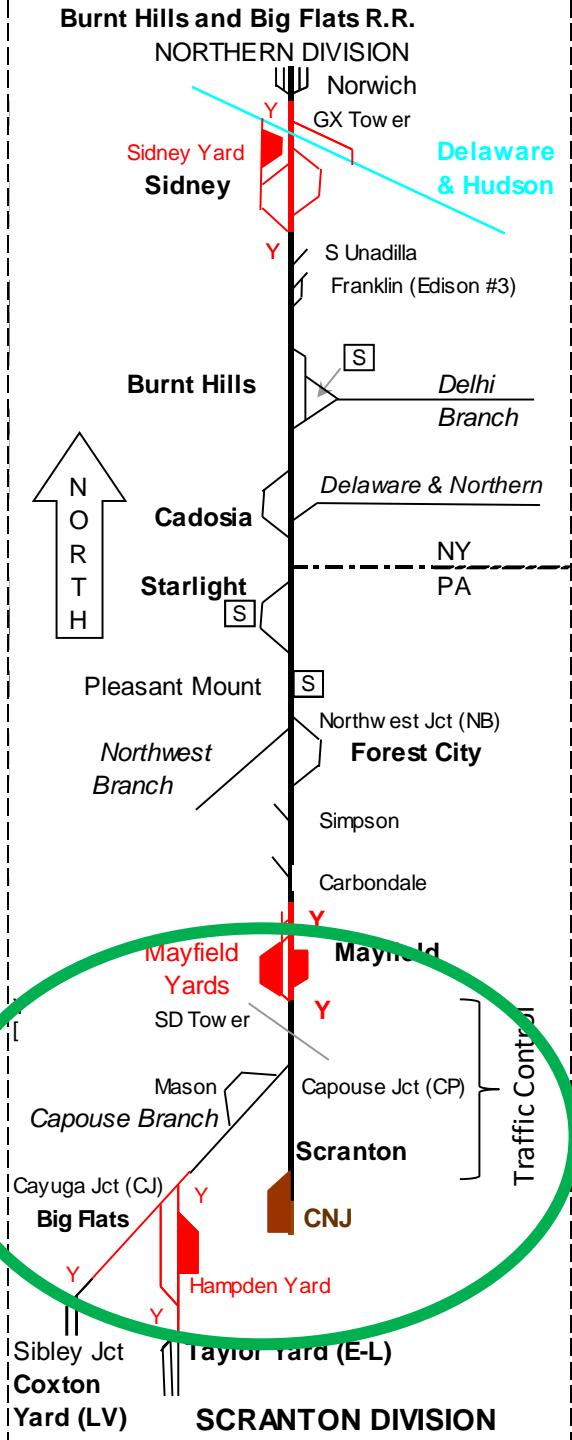 Burnt Hills and Big Flats R.R.
NORTHERN DIVISION
Norwich
Y
GX Tower
Sidney Yard
Delaware
& Hudson
Sidney
Y
S Unadilla
Franklin (Edison #3)
S
Burnt Hills
Delhi
Branch
N
O
R
T
H
Delaware & Northern
Cadosia
NY
Starlight
PA
S
Pleasant Mount
S
Northwest Jct (NB)
Northwest
Branch
Forest City
Simpson
Carbondale
Y
Mayfield
Yards
Mayfield
Y
[
SD Tower
Traffic Control
Mason
Capouse Jct (CP)
Capouse Branch
Scranton
Cayuga Jct (CJ)
Y
Big Flats
CNJ
Y
Hampden Yard
Y
Sibley Jct
Taylor Yard (E-L)
Coxton
Yard (LV)
SCRANTON DIVISION